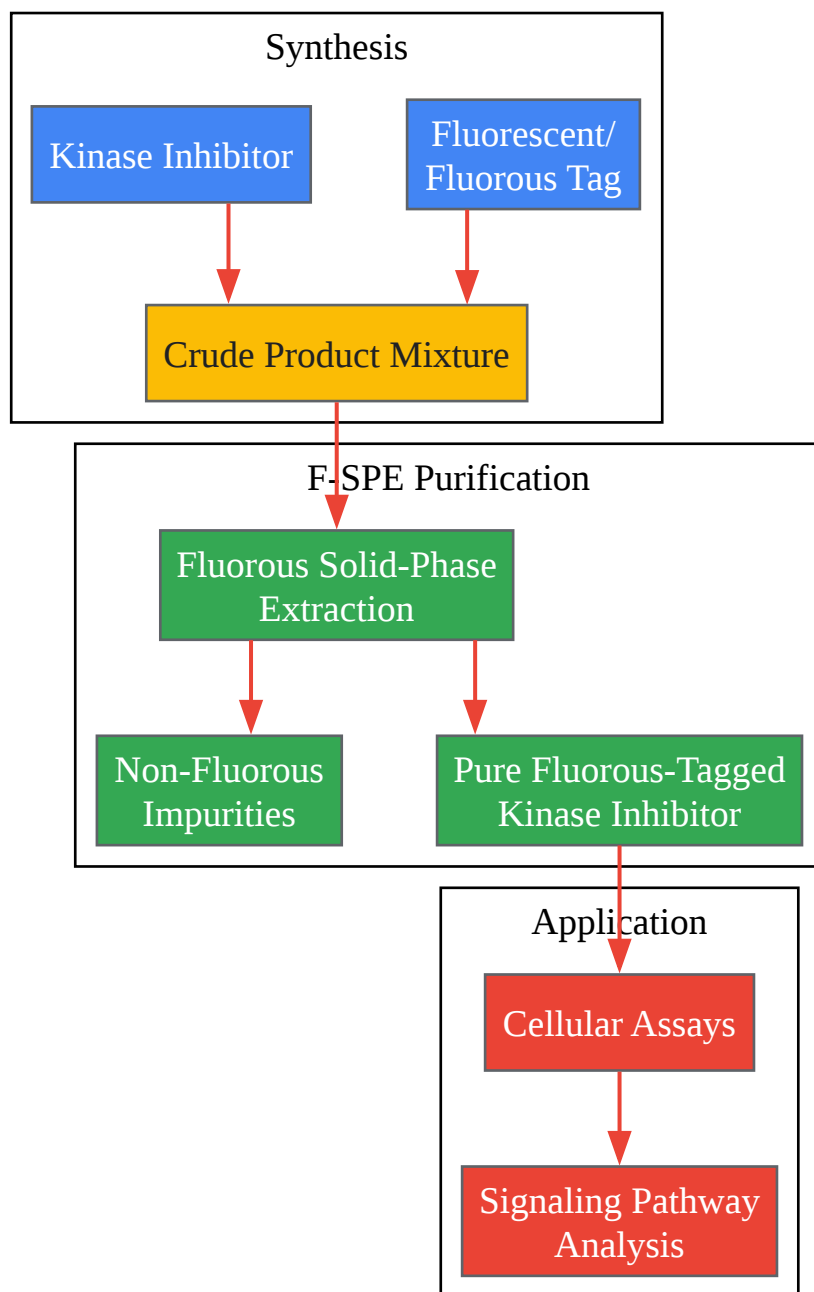 Synthesis
Kinase Inhibitor
Fluorescent/
Fluorous Tag
Crude Product Mixture
F-SPE Purification
Fluorous Solid-Phase
Extraction
Non-Fluorous
Impurities
Pure Fluorous-Tagged
Kinase Inhibitor
Application
Cellular Assays
Signaling Pathway
Analysis